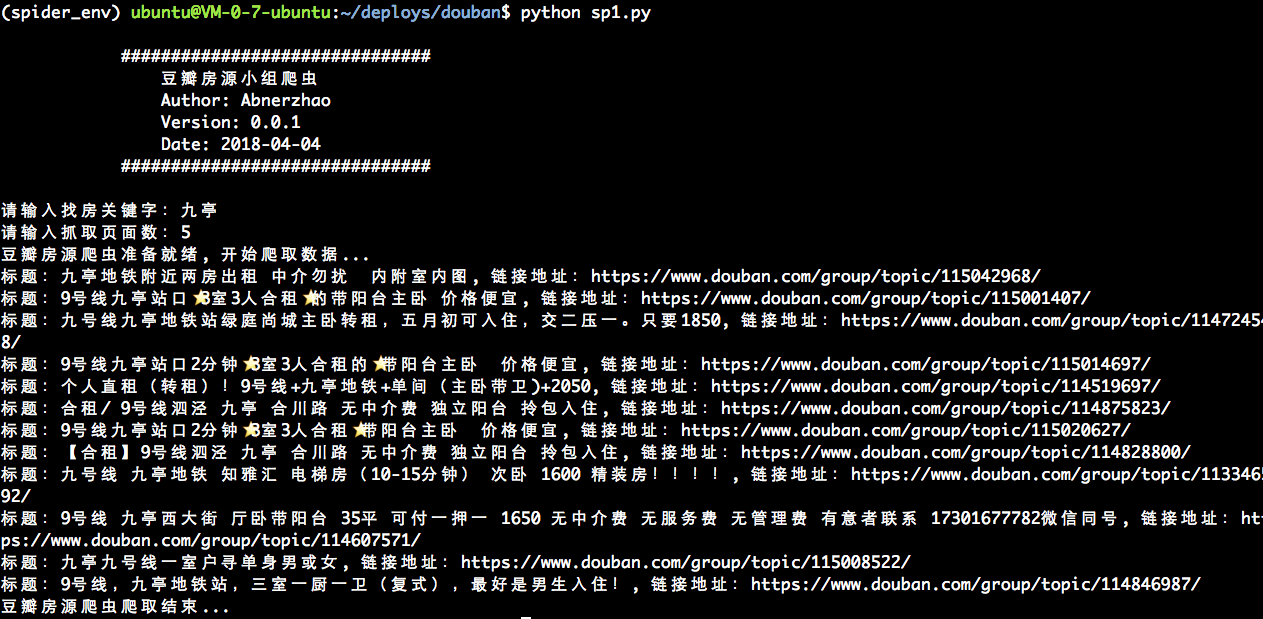 (spider_env) ubuntu@VM-0-7-ubuntu:~/deploys/douban$ python sp1.py
###############################
豆瓣房源小组爬虫
Author: Abnerzhao
Version: 0.0.1
Date: 2018-04-04
###############################
请输入找房关键字: 九亭
请输入抓取页面数: 5
豆瓣房源爬虫准备就绪, 开始爬取数据...
标题: 九亭地铁附近两房出租 中介勿扰  内附室内图, 链接地址: https://www.douban.com/group/topic/115042968/
标题: 9号线九亭站口⭐3室3人合租⭐的带阳台主卧 价格便宜, 链接地址: https://www.douban.com/group/topic/115001407/
标题: 九号线九亭地铁站绿庭尚城主卧转租，五月初可入住，交二压一。只要1850, 链接地址: https://www.douban.com/group/topic/11472454
8/
标题: 9号线九亭站口2分钟⭐3室3人合租的⭐带阳台主卧  价格便宜, 链接地址: https://www.douban.com/group/topic/115014697/
标题: 个人直租（转租）！9号线+九亭地铁+单间（主卧带卫)+2050, 链接地址: https://www.douban.com/group/topic/114519697/
标题: 合租/ 9号线泗泾 九亭 合川路 无中介费 独立阳台 拎包入住, 链接地址: https://www.douban.com/group/topic/114875823/
标题: 9号线九亭站口2分钟⭐3室3人合租⭐带阳台主卧  价格便宜, 链接地址: https://www.douban.com/group/topic/115020627/
标题: 【合租】9号线泗泾 九亭 合川路 无中介费 独立阳台 拎包入住, 链接地址: https://www.douban.com/group/topic/114828800/
标题: 九号线 九亭地铁 知雅汇 电梯房（10-15分钟） 次卧 1600 精装房！！！！, 链接地址: https://www.douban.com/group/topic/1133465
92/
标题: 9号线 九亭西大街 厅卧带阳台 35平 可付一押一 1650 无中介费 无服务费 无管理费 有意者联系 17301677782微信同号, 链接地址: htt
ps://www.douban.com/group/topic/114607571/
标题: 九亭九号线一室户寻单身男或女, 链接地址: https://www.douban.com/group/topic/115008522/
标题: 9号线，九亭地铁站，三室一厨一卫（复式），最好是男生入住！, 链接地址: https://www.douban.com/group/topic/114846987/
豆瓣房源爬虫爬取结束...